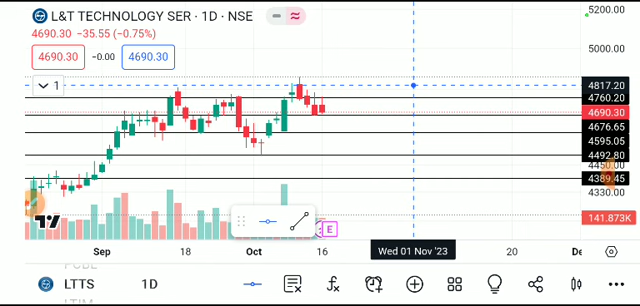 L&T TECHNOLOGY SER · 1D · NSE
4690.30 −35.55 (−0.75%)
4690.30 −0.00 4690.30
1
5200.00
5000.00
4817.20
4760.20
4690.30
4676.65
4595.05
4492.80
4450.00
4389.45
4330.00
141.873K
E
Sep 18 Oct 16 Wed 01 Nov '23 20 De
LTTS 1D